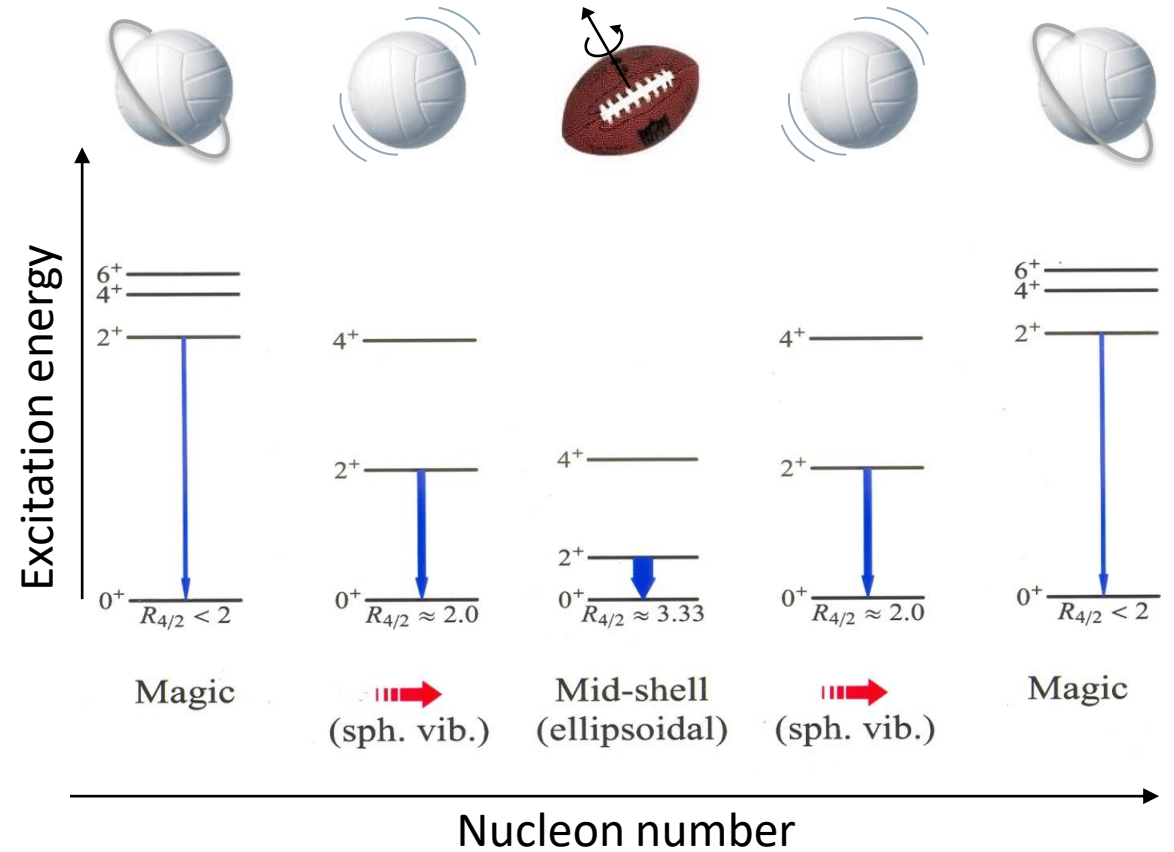 Excitation energy
6⁺
4⁺
2⁺
0⁺
R₄/₂ < 2
Magic
4⁺
2⁺
0⁺
R₄/₂ ≈ 2.0
(sph. vib.)
4⁺
2⁺
0⁺
R₄/₂ ≈ 3.33
Mid-shell
(ellipsoidal)
4⁺
2⁺
0⁺
R₄/₂ ≈ 2.0
(sph. vib.)
6⁺
4⁺
2⁺
0⁺
R₄/₂ < 2
Magic
Nucleon number